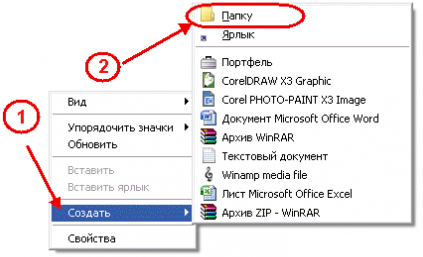 1
Вид
Упорядочить значки
Обновить
Вставить
Вставить ярлык
Создать
Свойства
2
Папку
Ярлык
Портфель
CorelDRAW X3 Graphic
Corel PHOTO-PAINT X3 Image
Документ Microsoft Office Word
Архив WinRAR
Текстовый документ
Winamp media file
Лист Microsoft Office Excel
Архив ZIP - WinRAR